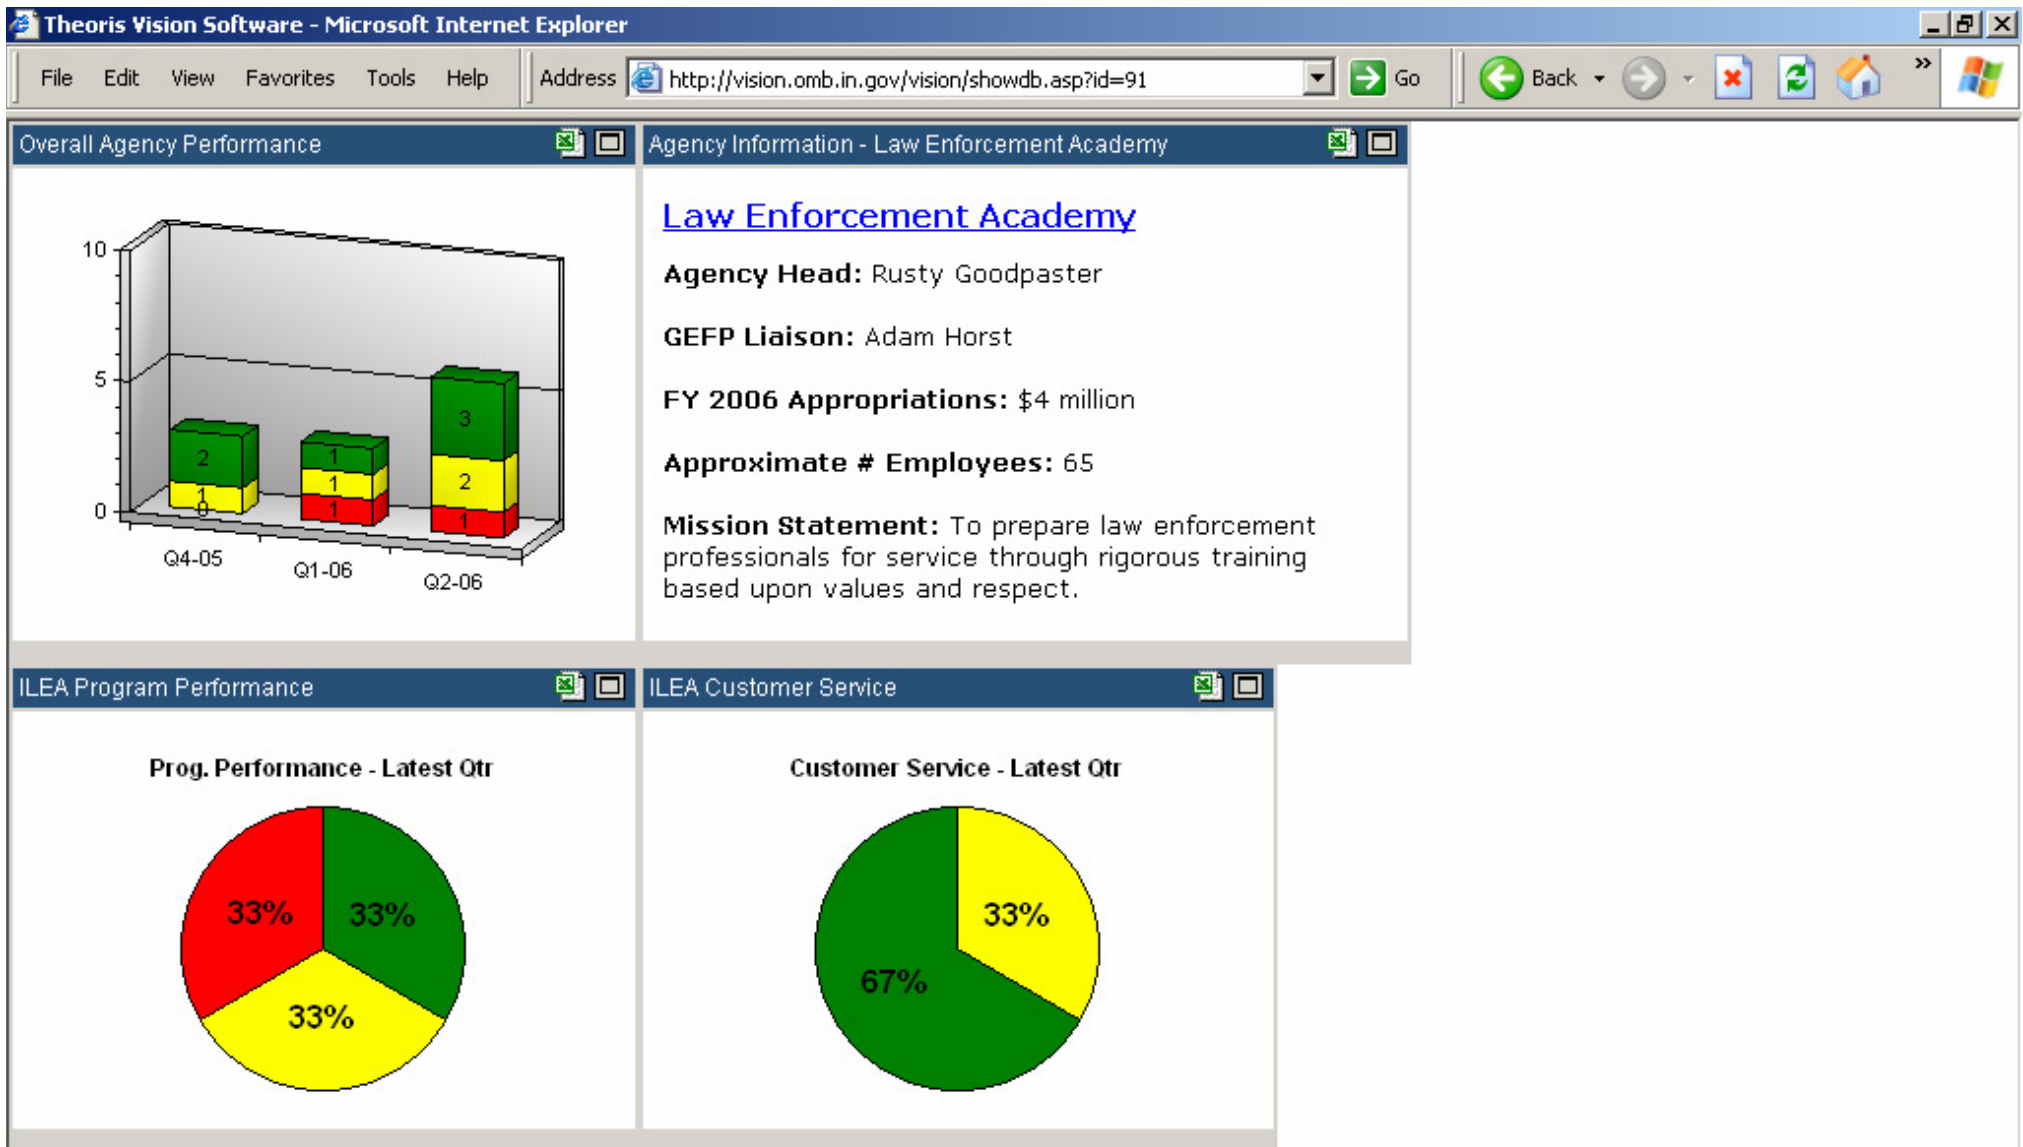 Theoris Vision Software - Microsoft Internet Explorer
File Edit View Favorites Tools Help Address http://vision.omb.in.gov/vision/showdb.asp?id=91 Go Back »
Overall Agency Performance
10
5
0
2
1
0
1
1
1
3
2
1
Q4-05
Q1-06
Q2-06
Agency Information - Law Enforcement Academy
Law Enforcement Academy
Agency Head: Rusty Goodpaster
GEFP Liaison: Adam Horst
FY 2006 Appropriations: $4 million
Approximate # Employees: 65
Mission Statement: To prepare law enforcement
professionals for service through rigorous training
based upon values and respect.
ILEA Program Performance
Prog. Performance - Latest Qtr
33% 33%
33%
ILEA Customer Service
Customer Service - Latest Qtr
33%
67%